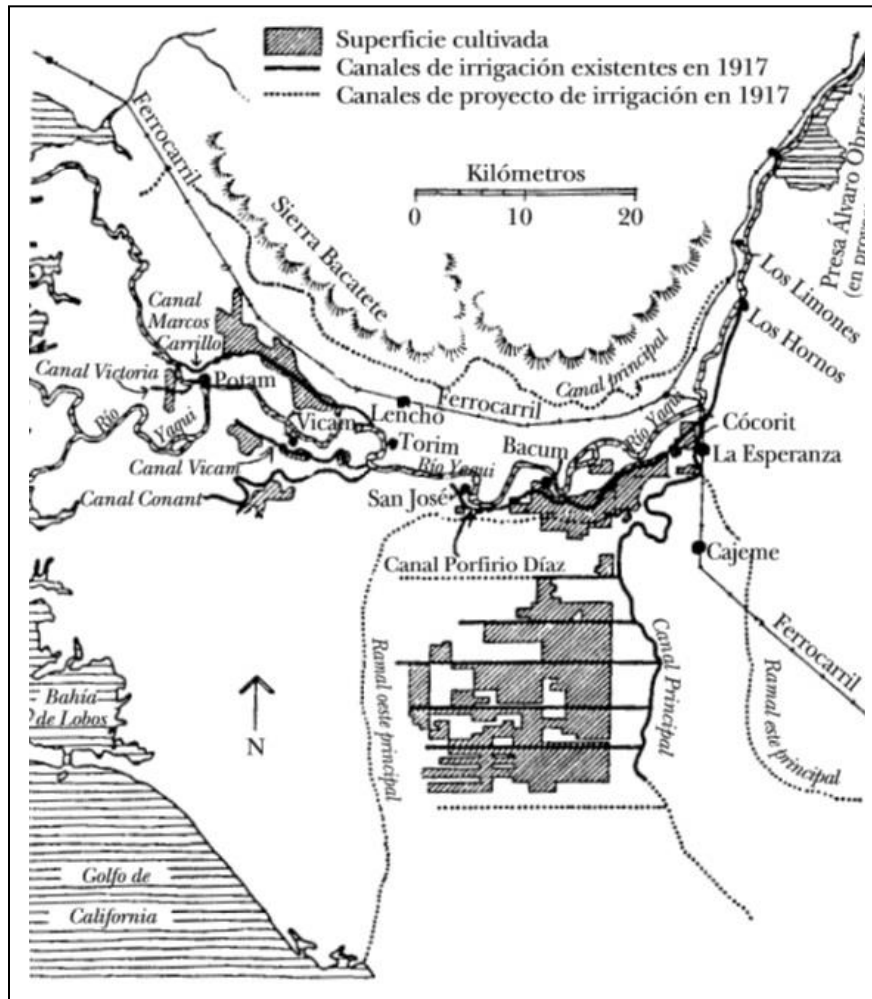 Superficie cultivada
Canales de irrigación existentes en 1917
Canales de proyecto de irrigación en 1917
Kilómetros
0 10 20
Ferrocarril
Sierra Bacatete
Presa Álvaro Obregó
(en proye
Los Limones
Los Hornos
Canal
Marcos
Carrillo
Canal principal
Canal Victoria
Potam
Ferrocarril
Lencho
Río
Yaqui
Vicam
Torim
Bacum
Río Yaqui
Cócorit
La Esperanza
Canal Vicam
Río Yaqui
Canal Conant
San José
Canal Porfirio Díaz
Cajeme
Ferrocarril
Ramal oeste principal
Canal Principal
Ramal este principal
Bahía
de Lobos
N
Golfo de
California